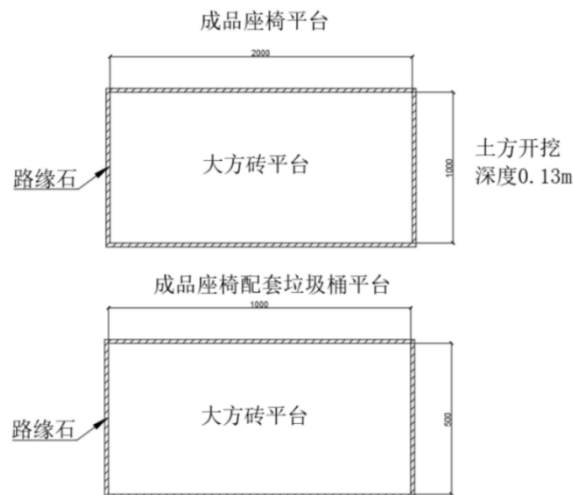 成品座椅平台
2000
大方砖平台
路缘石
1000
土方开挖
深度0.13m
成品座椅配套垃圾桶平台
1000
大方砖平台
路缘石
500